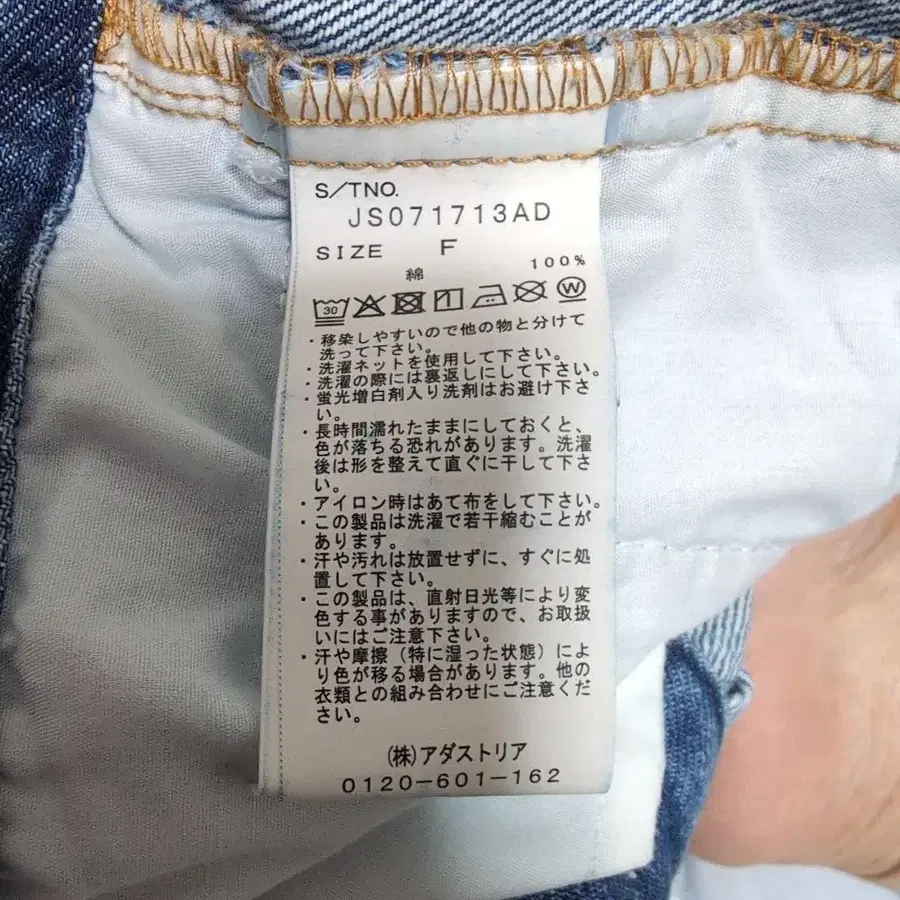 S/TNO.
JS071713AD
SIZE F
綿 100%
30 1 W
・移染しやすいので他の物と分けて
洗って下さい。
・洗濯ネットを使用して下さい。
・洗濯の際には裏返しにして下さい。
・蛍光増白剤入り洗剤はお避け下さ
い。
・長時間濡れたままにしておくと、
色が落ちる恐れがあります。洗濯
後は形を整えて直ぐに干して下さ
い。
・アイロン時はあて布をして下さい。
・この製品は洗濯で若干縮むことが
あります。
・汗や汚れは放置せずに、すぐに処
置して下さい。
・この製品は、直射日光等により変
色する事がありますので、お取扱
いにはご注意下さい。
・汗や摩擦（特に湿った状態）によ
り色が移る場合があります。他の
衣類との組み合わせにご注意くだ
さい。
(株)アダストリア
0120-601-162